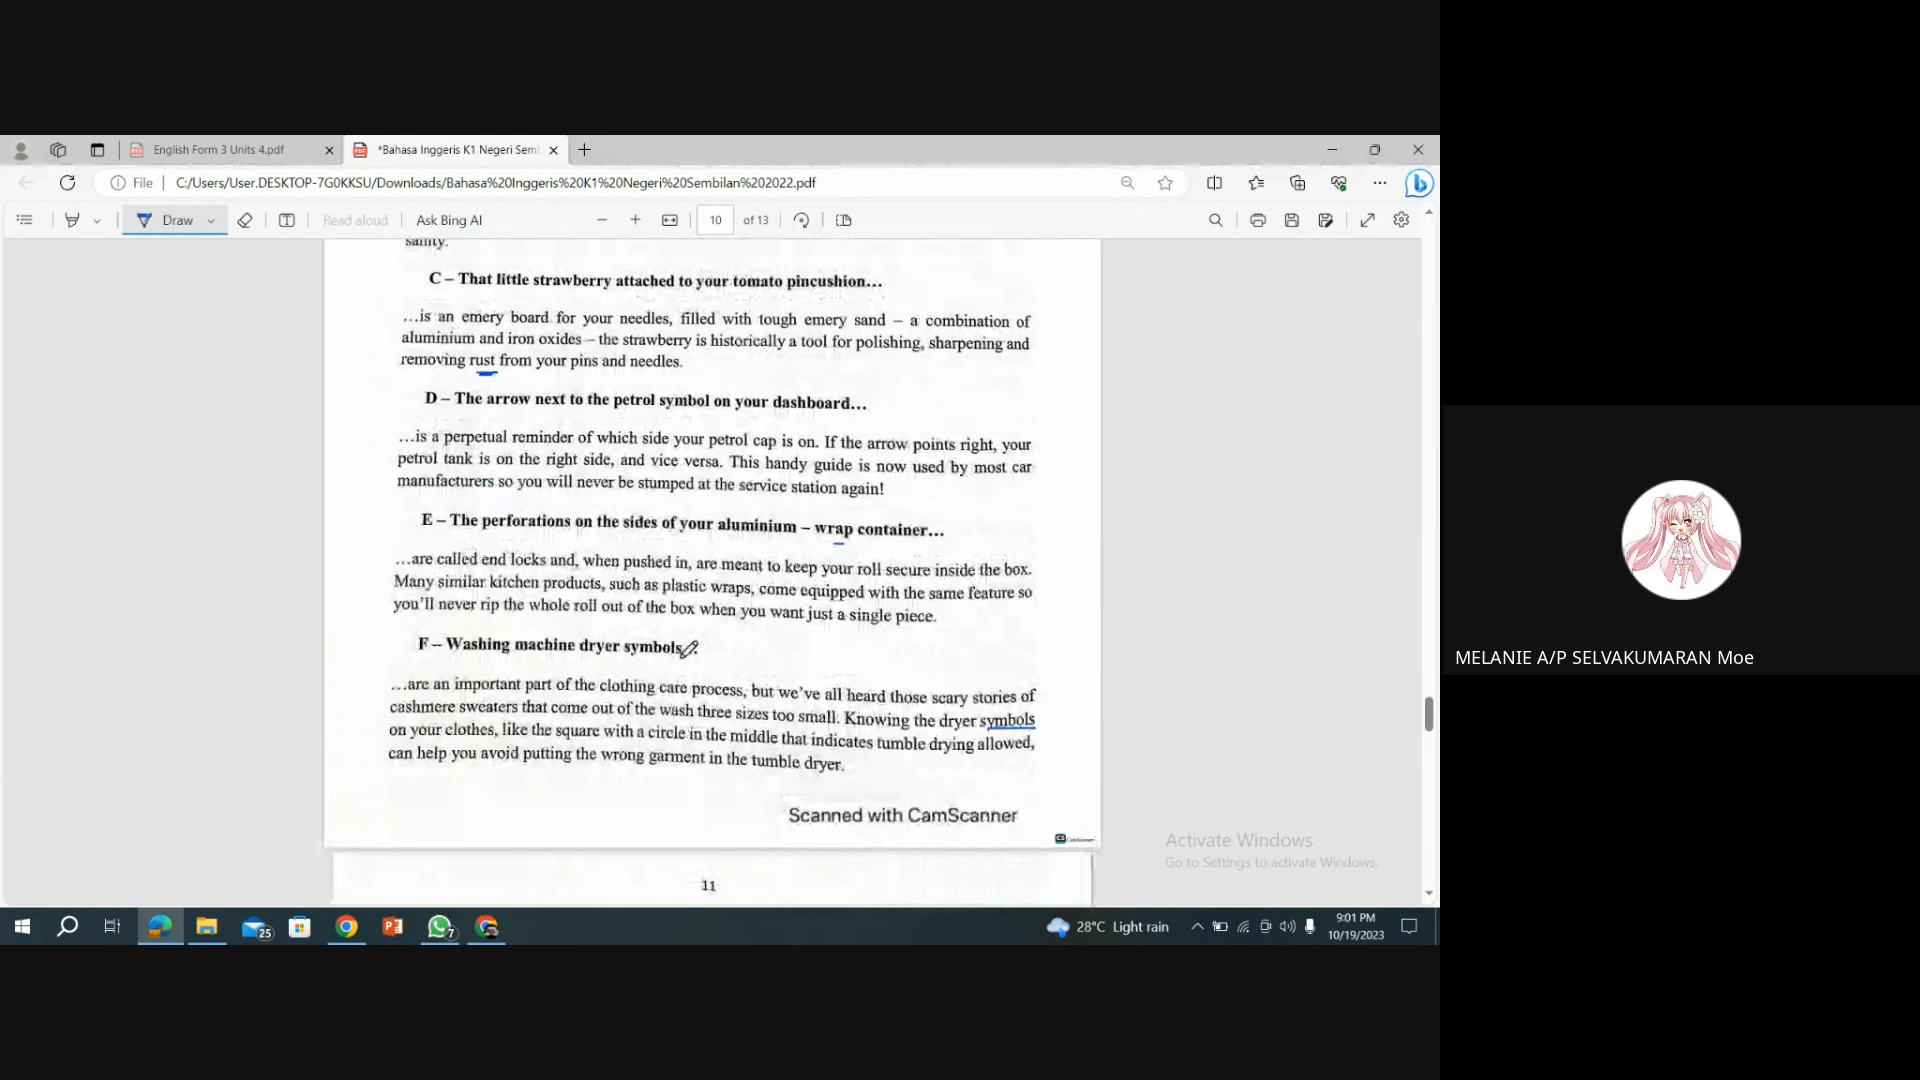 English Form 3 Units 4.pdf
*Bahasa Inggeris K1 Negeri Sem
File
C:/Users/User.DESKTOP-7G0KKSU/Downloads/Bahasa%20Inggeris%20K1%20Negeri%20Sembilan%202022.pdf
Draw
Read aloud
Ask Bing AI
10
of 13
sanity.
C – That little strawberry attached to your tomato pincushion…
…is an emery board for your needles, filled with tough emery sand – a combination of
aluminium and iron oxides – the strawberry is historically a tool for polishing, sharpening and
removing rust from your pins and needles.
D – The arrow next to the petrol symbol on your dashboard…
…is a perpetual reminder of which side your petrol cap is on. If the arrow points right, your
petrol tank is on the right side, and vice versa. This handy guide is now used by most car
manufacturers so you will never be stumped at the service station again!
E – The perforations on the sides of your aluminium – wrap container…
…are called end locks and, when pushed in, are meant to keep your roll secure inside the box.
Many similar kitchen products, such as plastic wraps, come equipped with the same feature so
you'll never rip the whole roll out of the box when you want just a single piece.
F – Washing machine dryer symbols
…are an important part of the clothing care process, but we've all heard those scary stories of
cashmere sweaters that come out of the wash three sizes too small. Knowing the dryer symbols
on your clothes, like the square with a circle in the middle that indicates tumble drying allowed,
can help you avoid putting the wrong garment in the tumble dryer.
Scanned with CamScanner
CS CamScanner
11
Activate Windows
Go to Settings to activate Windows.
25
7
28°C Light rain
9:01 PM
10/19/2023
MELANIE A/P SELVAKUMARAN Moe